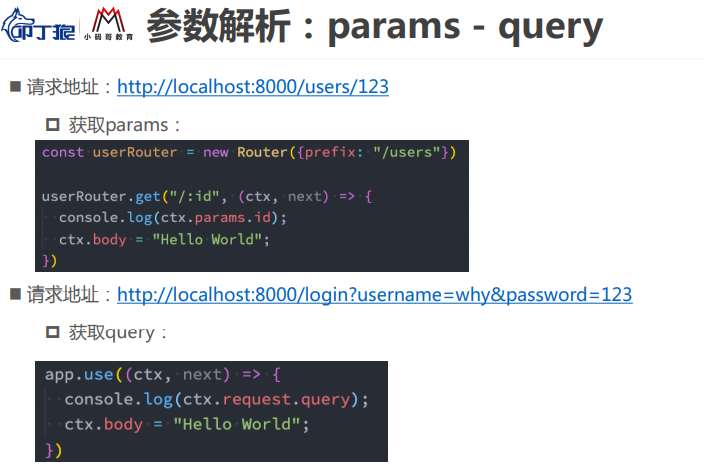 叩丁狼 小码哥教育 参数解析：params - query
■ 请求地址：http://localhost:8000/users/123
获取params：
const userRouter = new Router({prefix: "/users"})
userRouter.get("/:id", (ctx, next) => {
console.log(ctx.params.id);
ctx.body = "Hello World";
})
■ 请求地址：http://localhost:8000/login?username=why&password=123
获取query：
app.use((ctx, next) => {
console.log(ctx.request.query);
ctx.body = "Hello World";
})